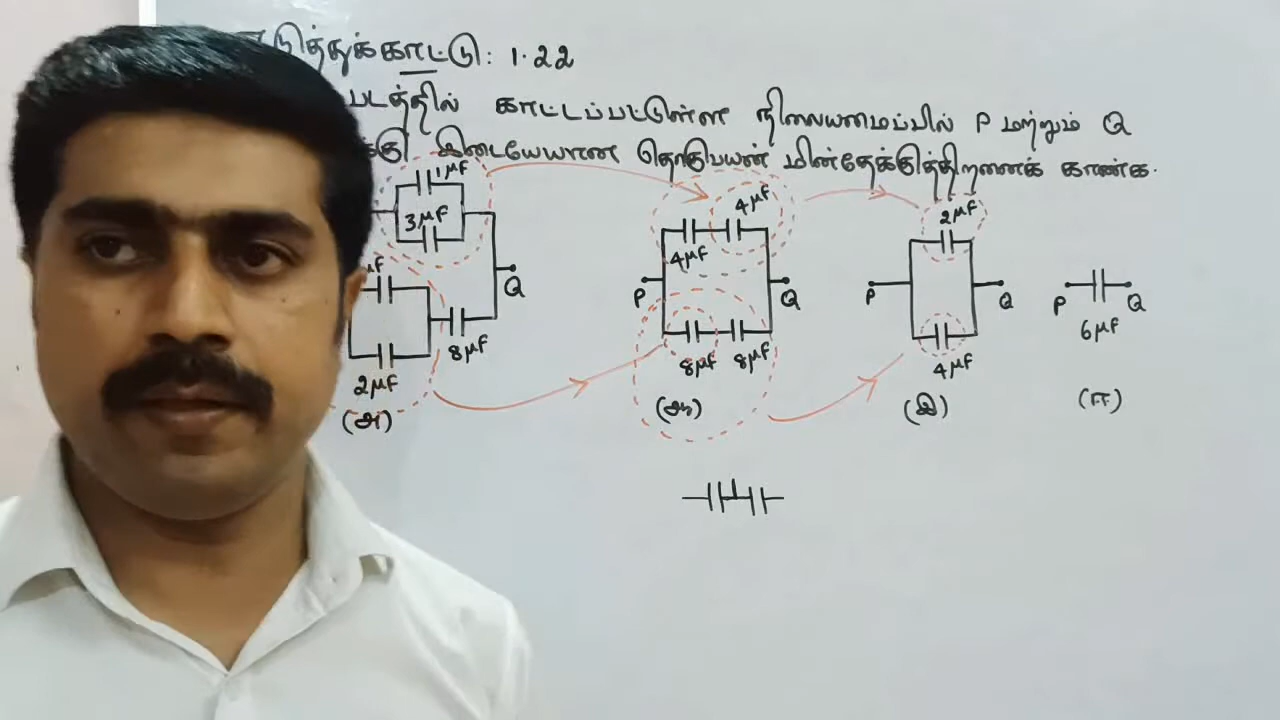 டுத்துக்காட்டு: 1.22
படத்தில் காட்டப்பட்டுள்ள நிலையமைப்பில் P மற்றும் Q
க்கு இடையேயான தொகுபயன் மின்தேக்குத்திறனைக் காண்க.
1μF
3μF
μF
2μF
8μF
Q
(அ)
4μF
4μF
P
Q
8μF
8μF
(ஆ)
2μF
P
Q
4μF
(இ)
P
Q
6μF
(ஈ)